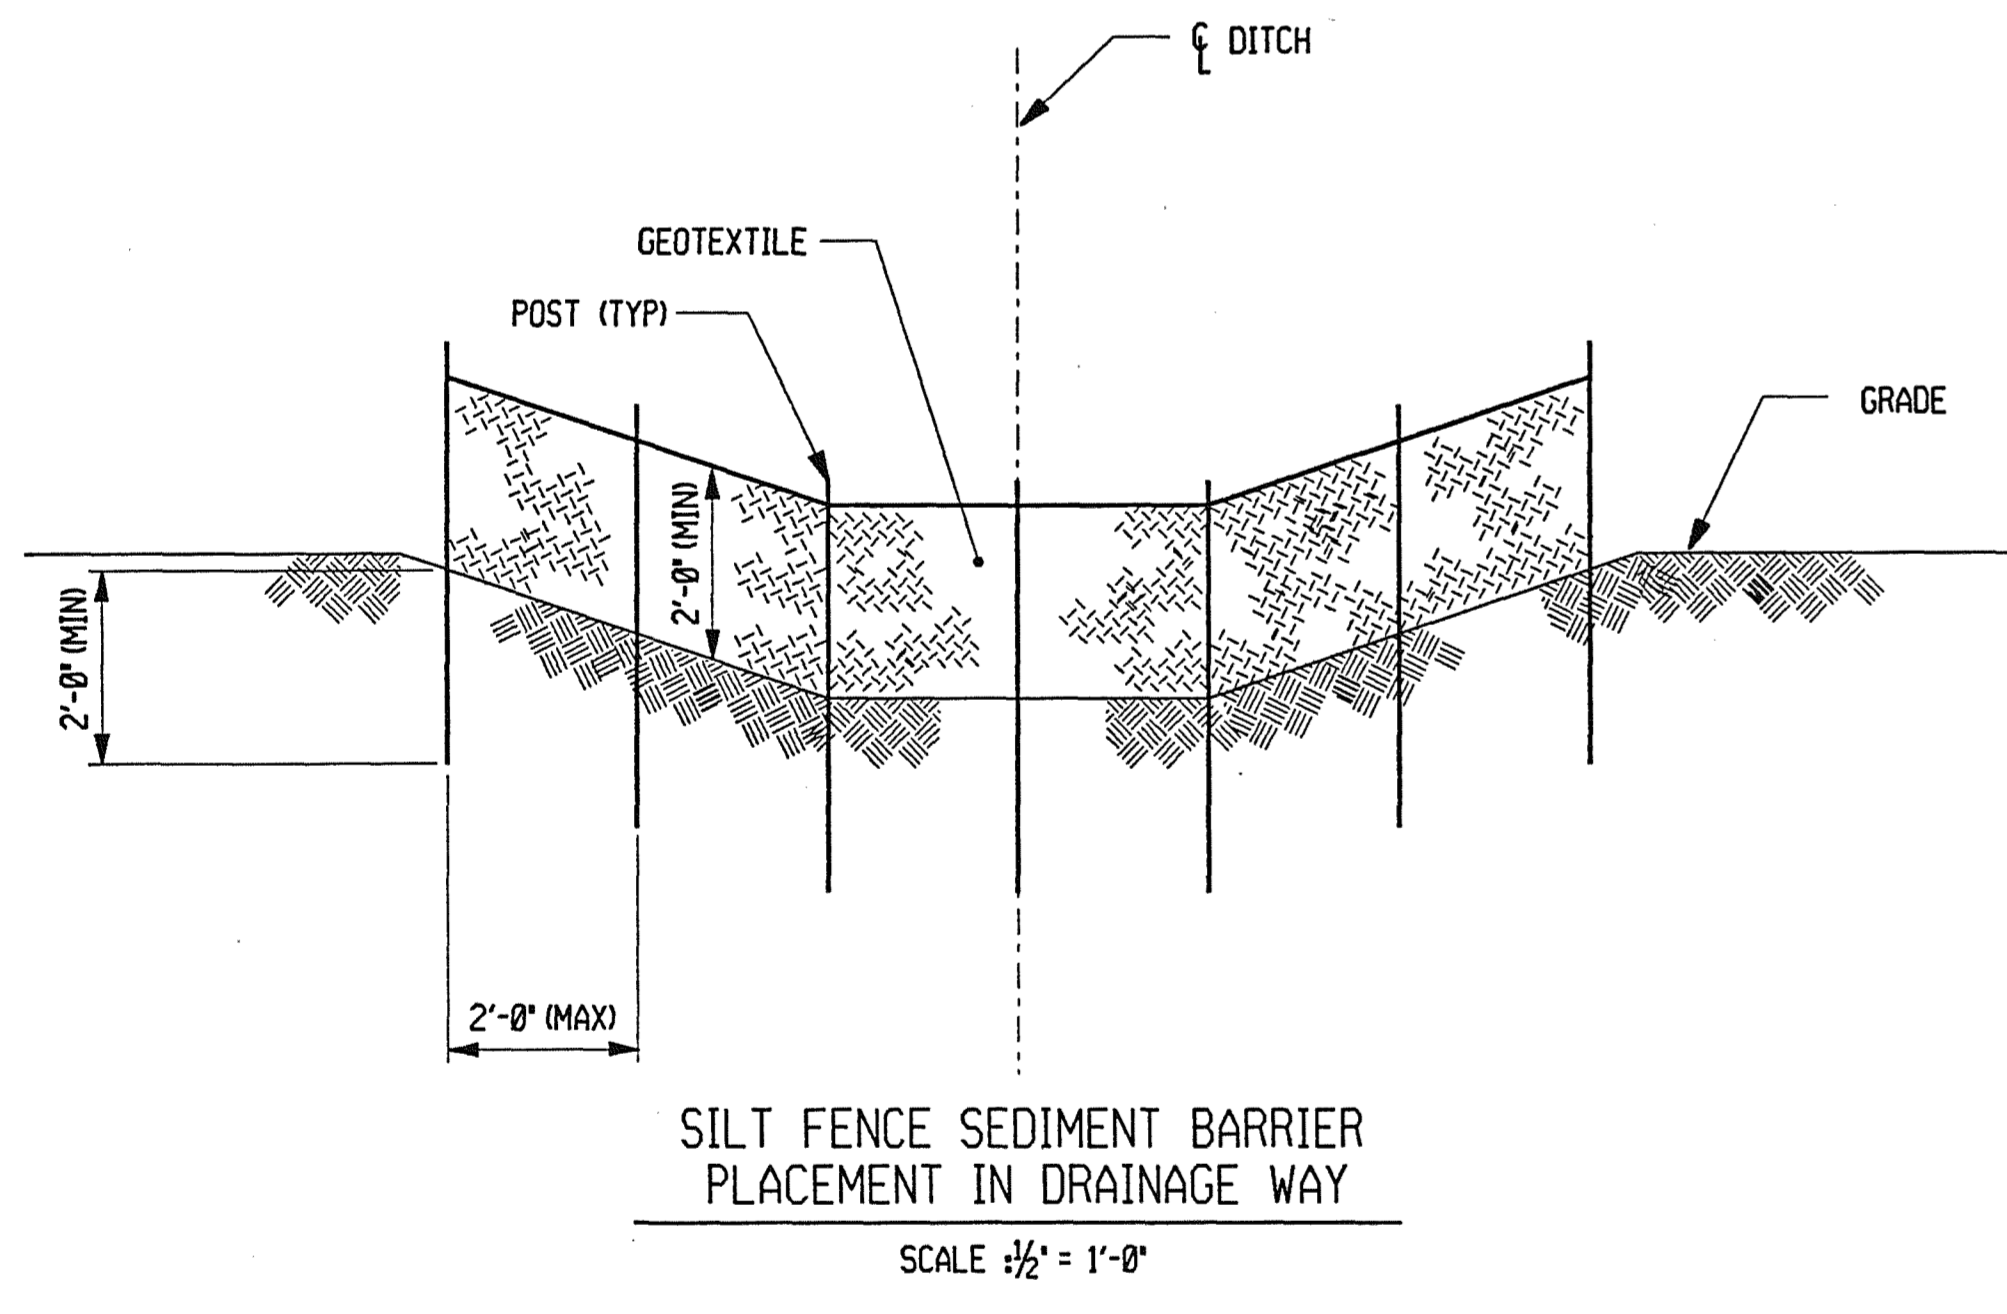 ℄ DITCH
GEOTEXTILE
POST (TYP)
GRADE
2'-0" (MIN)
2'-0" (MIN)
2'-0" (MAX)
SILT FENCE SEDIMENT BARRIER
PLACEMENT IN DRAINAGE WAY
SCALE :½" = 1'-0"